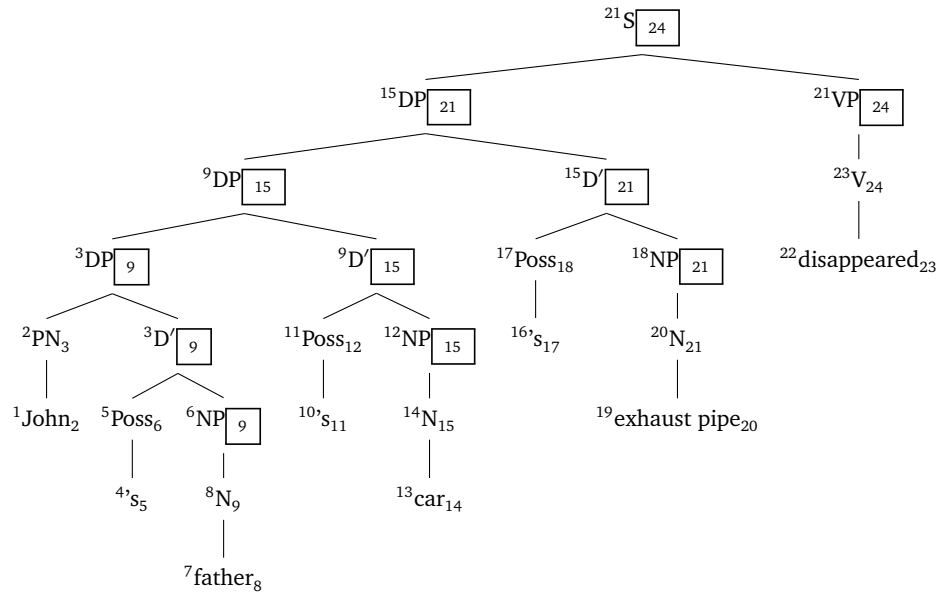 ²¹S 24
¹⁵DP 21 ²¹VP 24
⁹DP 15 ¹⁵D′ 21 ²³V₂₄
³DP 9 ⁹D′ 15 ¹⁷Poss₁₈ ¹⁸NP 21 ²²disappeared₂₃
²PN₃ ³D′ 9 ¹¹Poss₁₂ ¹²NP 15 ¹⁶'s₁₇ ²⁰N₂₁
¹John₂ ⁵Poss₆ ⁶NP 9 ¹⁰'s₁₁ ¹⁴N₁₅ ¹⁹exhaust pipe₂₀
⁴'s₅ ⁸N₉ ¹³car₁₄
⁷father₈